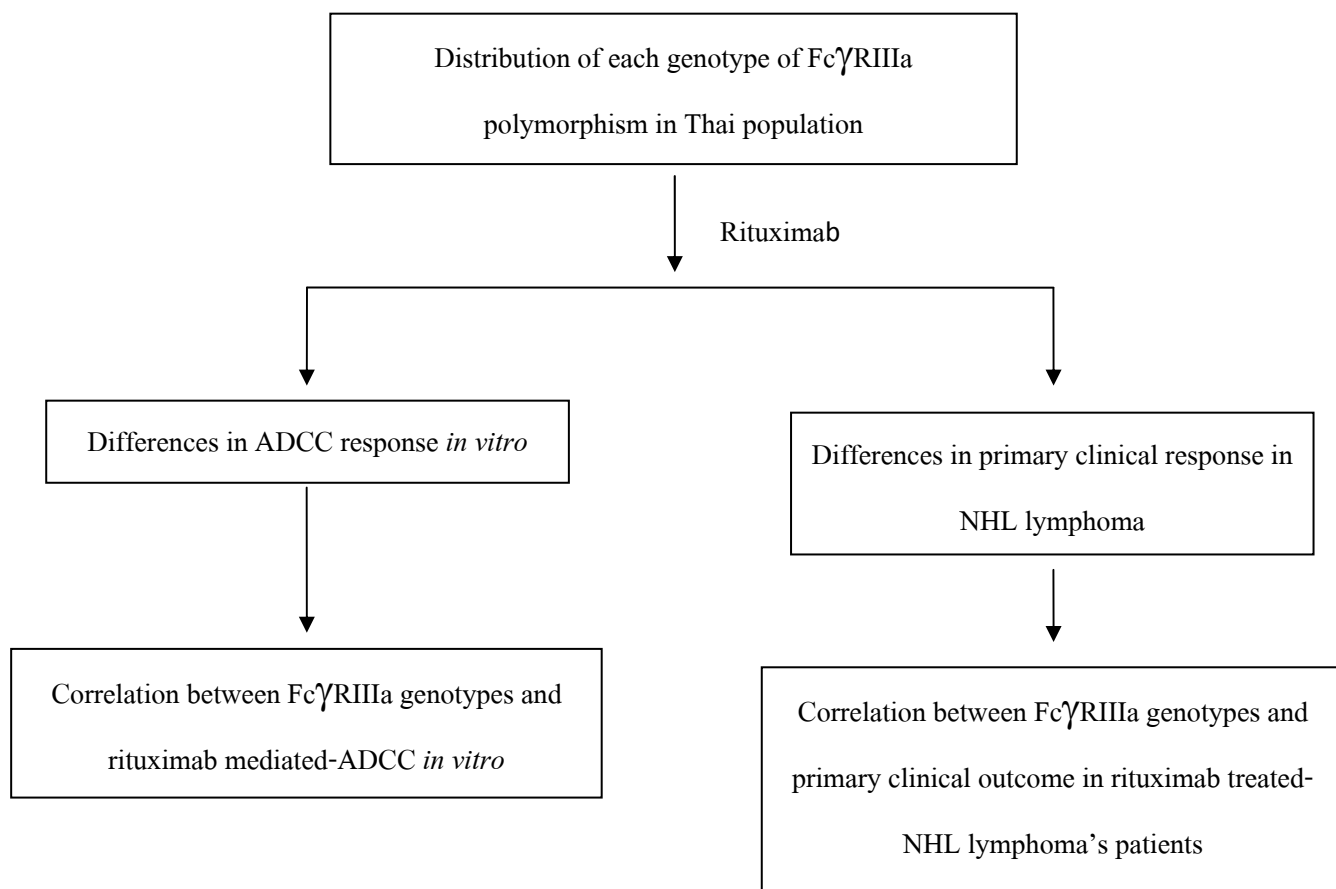 Distribution of each genotype of FcγRIIIa
polymorphism in Thai population
Rituximab
Differences in ADCC response in vitro
Differences in primary clinical response in
NHL lymphoma
Correlation between FcγRIIIa genotypes and
rituximab mediated-ADCC in vitro
Correlation between FcγRIIIa genotypes and
primary clinical outcome in rituximab treated-
NHL lymphoma's patients